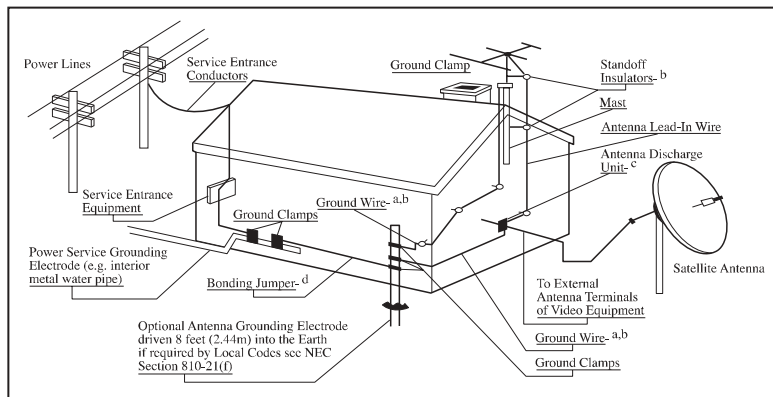 Power Lines
Service Entrance
Conductors
Ground Clamp
Standoff
Insulators- b
Mast
Antenna Lead-In Wire
Antenna Discharge
Unit- c
Service Entrance
Equipment
Ground Clamps
Ground Wire- a,b
Power Service Grounding
Electrode (e.g. interior
metal water pipe)
Bonding Jumper- d
Satellite Antenna
To External
Antenna Terminals
of Video Equipment
Optional Antenna Grounding Electrode
driven 8 feet (2.44m) into the Earth
if required by Local Codes scc NEC
Section 810-21(f)
Ground Wire- a,b
Ground Clamps